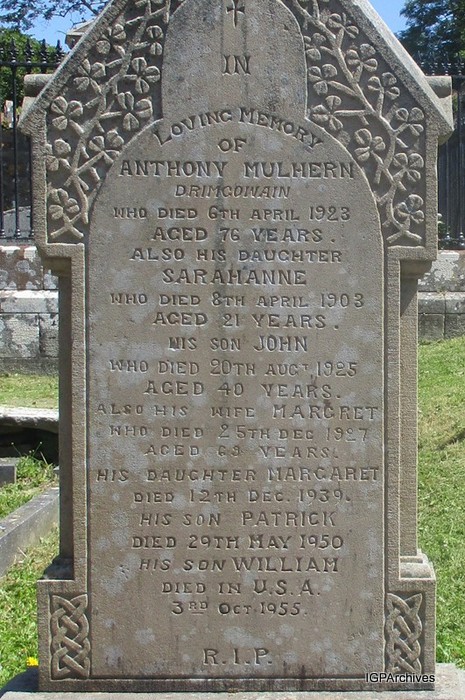 IN
LOVING MEMORY
OF
ANTHONY MULHERN
DRIMGOWAIN
WHO DIED 6TH APRIL 1923
AGED 76 YEARS.
ALSO HIS DAUGHTER
SARAHANNE
WHO DIED 8TH APRIL 1903
AGED 21 YEARS.
HIS SON JOHN
WHO DIED 20TH AUGT 1925
AGED 40 YEARS.
ALSO HIS WIFE MARGRET
WHO DIED 25TH DEC 1927
AGED YEARS.
HIS DAUGHTER MARGARET
DIED 12TH DEC. 1939.
HIS SON PATRICK
DIED 29TH MAY 1950
HIS SON WILLIAM
DIED IN U.S.A.
3RD OCT. 1955.
R.I.P.
IGPArchives